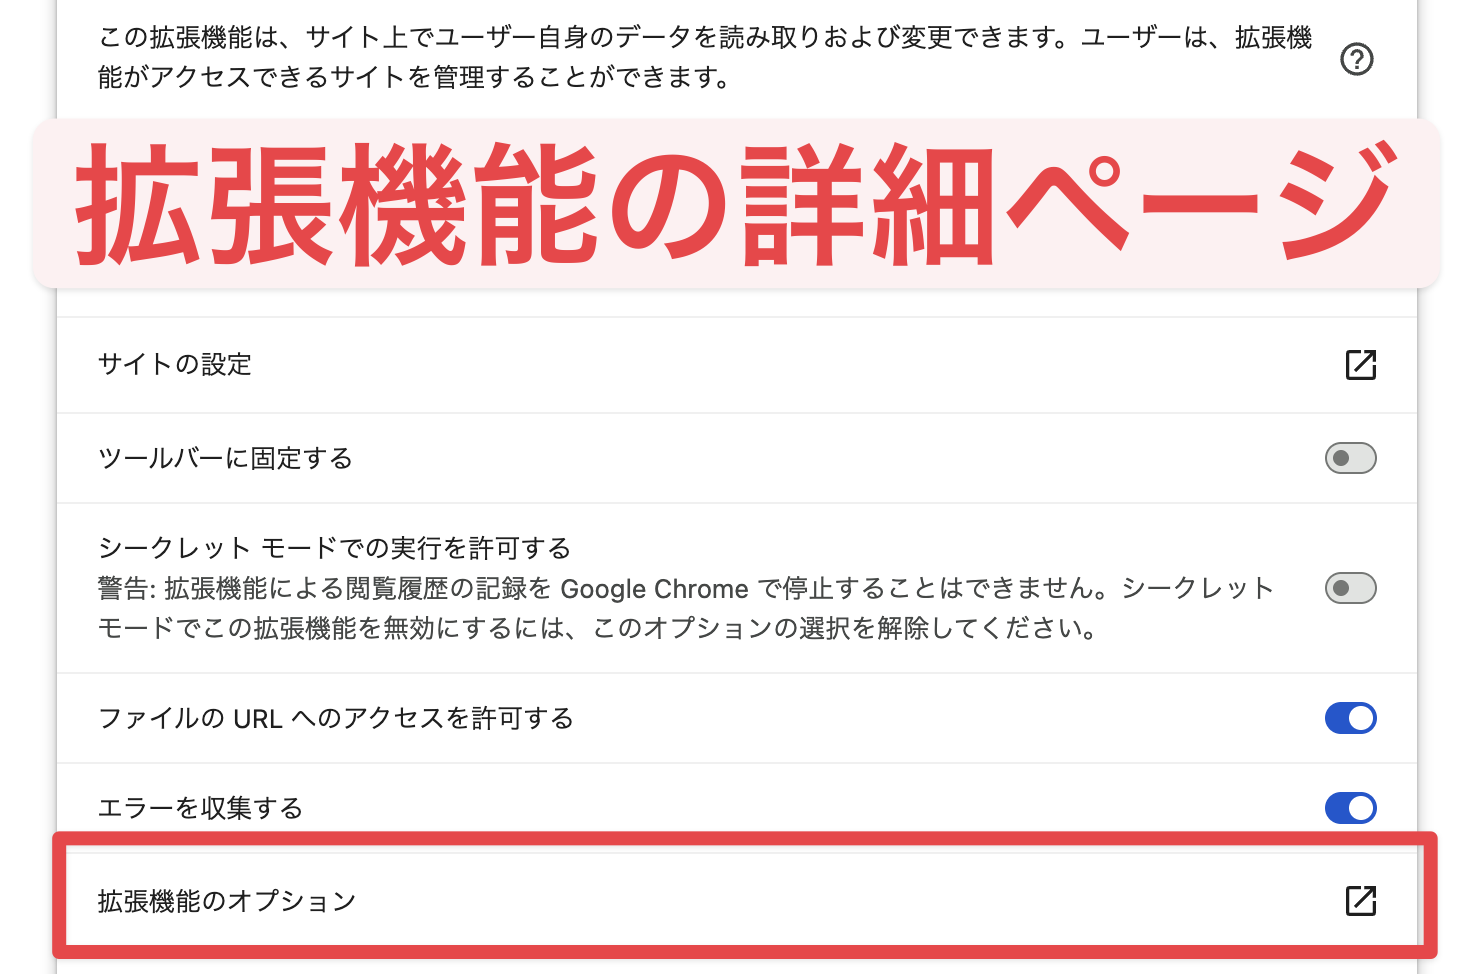 この拡張機能は、サイト上でユーザー自身のデータを読み取りおよび変更できます。ユーザーは、拡張機
能がアクセスできるサイトを管理することができます。
拡張機能の詳細ページ
サイトの設定
ツールバーに固定する
シークレット モードでの実行を許可する
警告: 拡張機能による閲覧履歴の記録を Google Chrome で停止することはできません。シークレット
モードでこの拡張機能を無効にするには、このオプションの選択を解除してください。
ファイルの URL へのアクセスを許可する
エラーを収集する
拡張機能のオプション